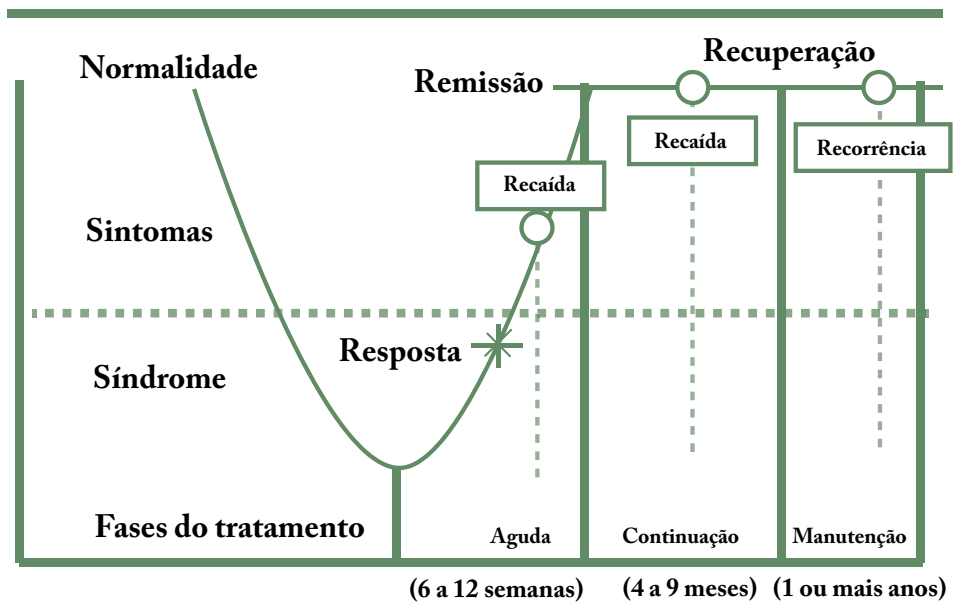 Normalidade
Remissão
Recuperação
Recaída
Recaída
Recorrência
Sintomas
Resposta
Síndrome
Fases do tratamento
Aguda
Continuação
Manutenção
(6 a 12 semanas)
(4 a 9 meses)
(1 ou mais anos)